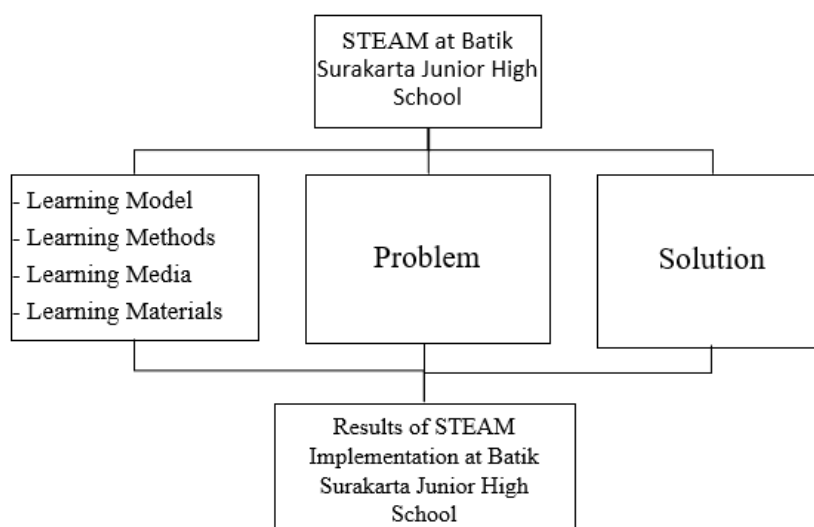 STEAM at Batik
Surakarta Junior High
School
- Learning Model
- Learning Methods
- Learning Media
- Learning Materials
Problem
Solution
Results of STEAM
Implementation at Batik
Surakarta Junior High
School